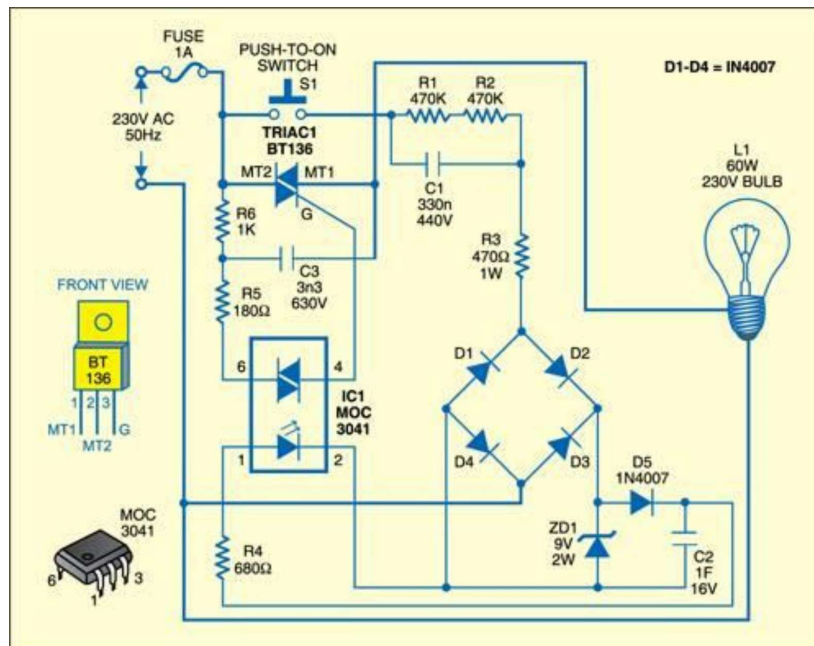 FUSE
1A
PUSH-TO-ON
SWITCH
S1
D1-D4 = IN4007
R1
470K
R2
470K
230V AC
50Hz
TRIAC1
BT136
MT2
MT1
G
C1
330n
440V
L1
60W
230V BULB
R6
1K
C3
3n3
630V
R3
470Ω
1W
FRONT VIEW
BT
136
1 2 3
MT1
MT2
G
R5
180Ω
6
4
IC1
MOC
3041
1
2
D1
D2
D4
D3
D5
1N4007
ZD1
9V
2W
C2
1F
16V
R4
680Ω
MOC
3041
6
3
1